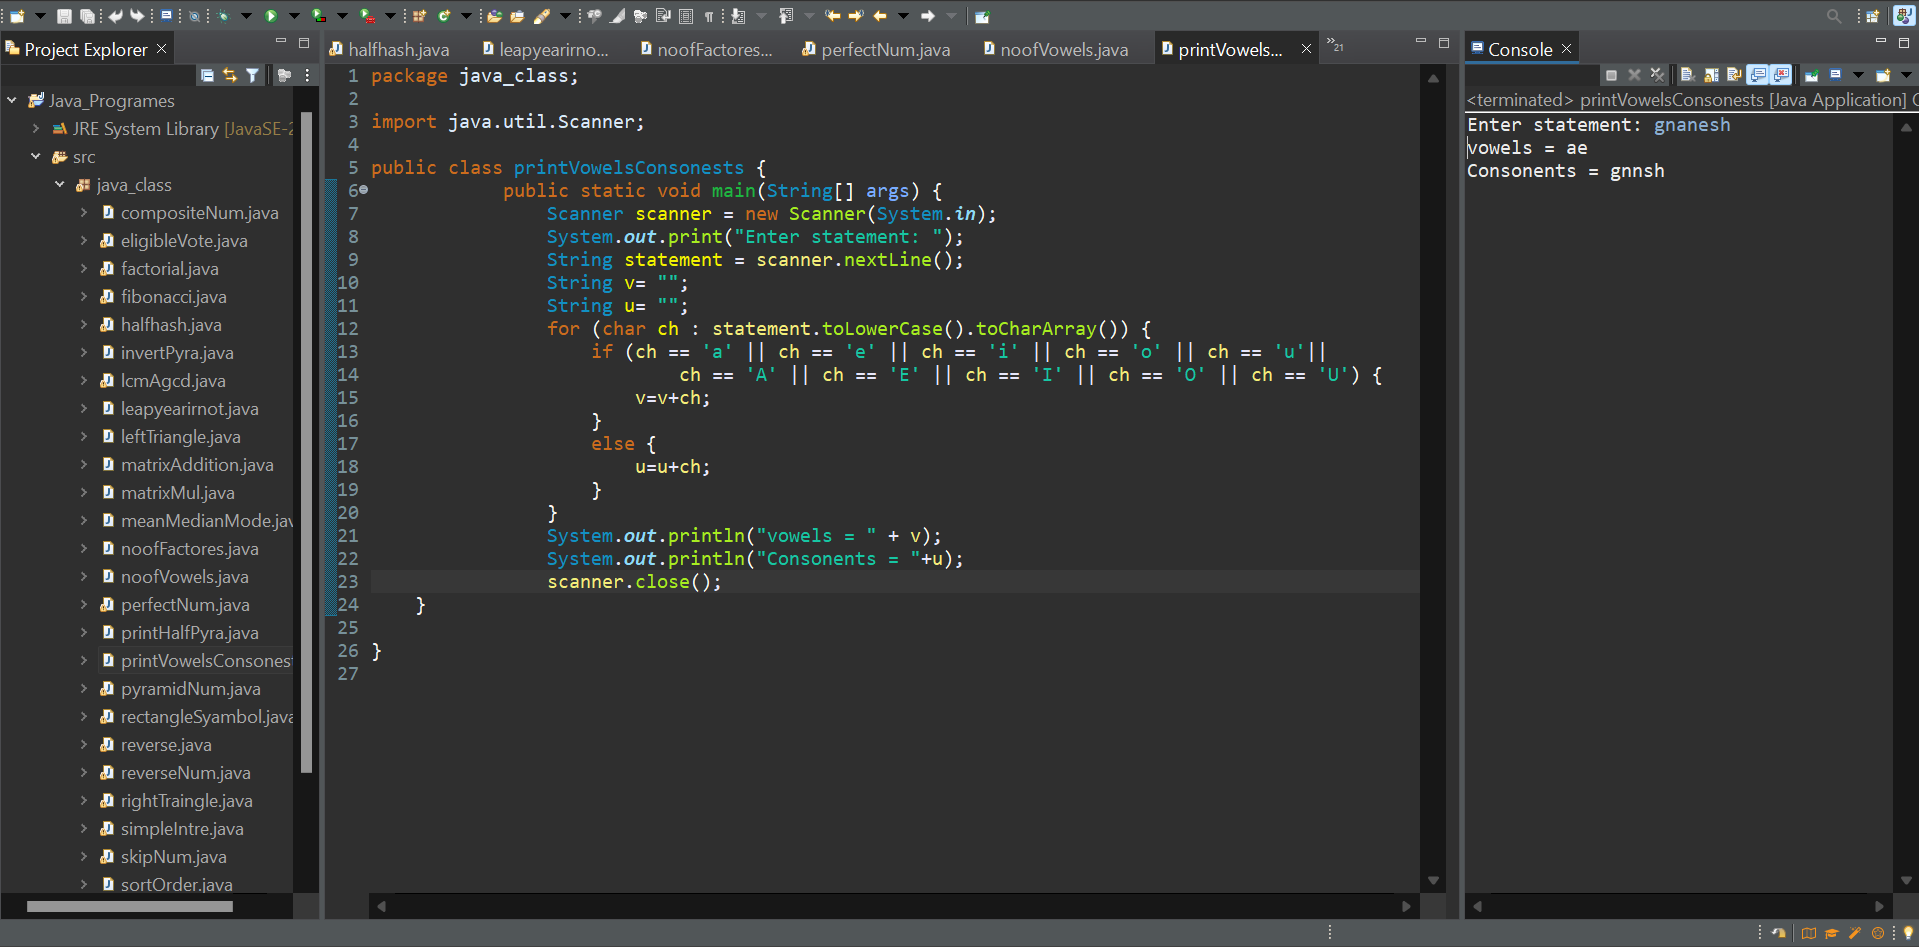 Project Explorer
Java_Programes
JRE System Library [JavaSE-2
src
java_class
compositeNum.java
eligibleVote.java
factorial.java
fibonacci.java
halfhash.java
invertPyra.java
lcmAgcd.java
leapyearirnot.java
leftTriangle.java
matrixAddition.java
matrixMul.java
meanMedianMode.jav
noofFactores.java
noofVowels.java
perfectNum.java
printHalfPyra.java
printVowelsConsonest
pyramidNum.java
rectangleSyambol.java
reverse.java
reverseNum.java
rightTraingle.java
simpleIntre.java
skipNum.java
sortOrder.java
halfhash.java leapyearirno... noofFactores... perfectNum.java noofVowels.java printVowels... »21
1 package java_class;
2
3 import java.util.Scanner;
4
5 public class printVowelsConsonests {
6 public static void main(String[] args) {
7 Scanner scanner = new Scanner(System.in);
8 System.out.print("Enter statement: ");
9 String statement = scanner.nextLine();
10 String v= "";
11 String u= "";
12 for (char ch : statement.toLowerCase().toCharArray()) {
13 if (ch == 'a' || ch == 'e' || ch == 'i' || ch == 'o' || ch == 'u'||
14 ch == 'A' || ch == 'E' || ch == 'I' || ch == 'O' || ch == 'U') {
15 v=v+ch;
16 }
17 else {
18 u=u+ch;
19 }
20 }
21 System.out.println("vowels = " + v);
22 System.out.println("Consonents = "+u);
23 scanner.close();
24 }
25
26 }
27
Console
<terminated> printVowelsConsonests [Java Application] C
Enter statement: gnanesh
vowels = ae
Consonents = gnnsh